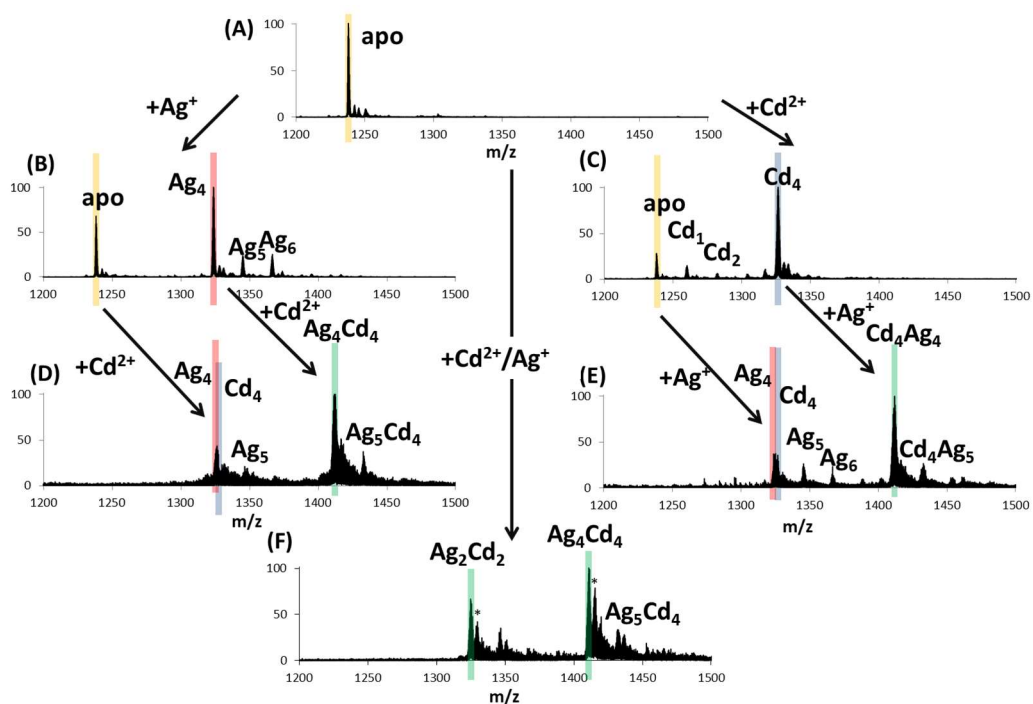 (A)
apo
100
50
0
1200 1250 1300 1350 1400 1450 1500
m/z
+Ag⁺
+Cd²⁺
(B)
apo
Ag₄
Ag₅ Ag₆
100
50
0
1200 1250 1300 1350 1400 1450 1500
(C)
apo
Cd₁
Cd₂
Cd₄
100
50
0
1200 1250 1300 1350 1400 1450 1500
m/z
+Cd²⁺
+Cd²⁺
+Cd²⁺/Ag⁺
+Ag⁺
+Ag⁺
(D)
Ag₄
Cd₄
Ag₅
Ag₄Cd₄
Ag₅Cd₄
100
50
0
1200 1250 1300 1350 1400 1450 1500
m/z
(E)
Ag₄
Cd₄
Ag₅
Ag₆
Cd₄Ag₄
Cd₄Ag₅
100
50
0
1200 1250 1300 1350 1400 1450 1500
m/z
(F)
Ag₂Cd₂
*
Ag₄Cd₄
*
Ag₅Cd₄
100
50
0
1200 1250 1300 1350 1400 1450 1500
m/z